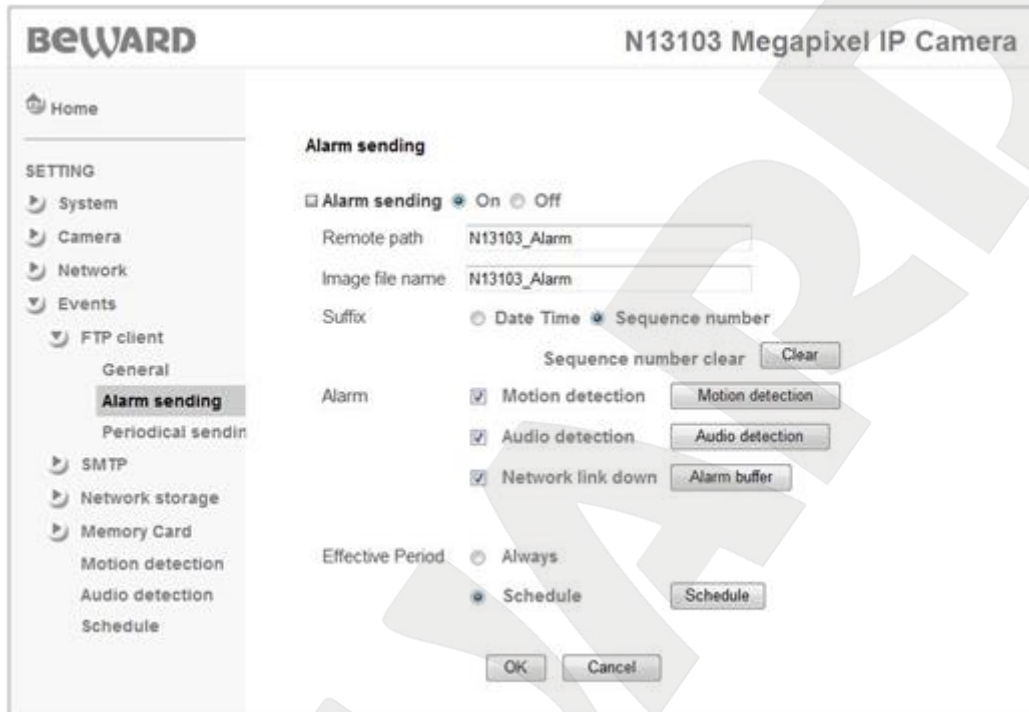 BEWARD
N13103 Megapixel IP Camera
Home
SETTING
System
Camera
Network
Events
FTP client
General
Alarm sending
Periodical sendin
SMTP
Network storage
Memory Card
Motion detection
Audio detection
Schedule
Alarm sending
Alarm sending On Off
Remote path N13103_Alarm
Image file name N13103_Alarm
Suffix Date Time Sequence number
Sequence number clear Clear
Alarm Motion detection Motion detection
Audio detection Audio detection
Network link down Alarm buffer
Effective Period Always
Schedule Schedule
OK Cancel